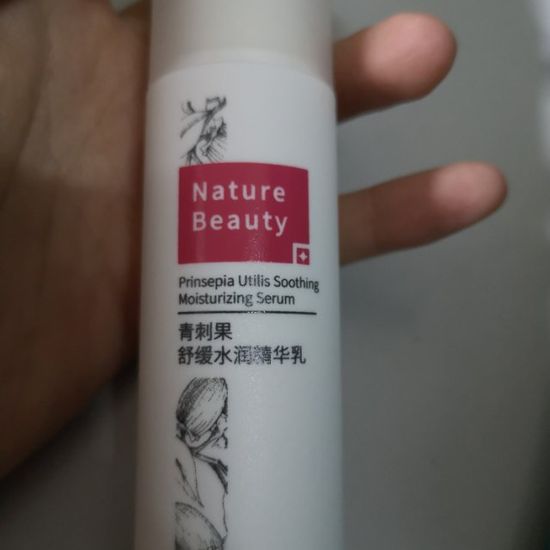 Nature
Beauty
Prinsepia Utilis Soothing
Moisturizing Serum
青刺果
舒缓水润精华乳